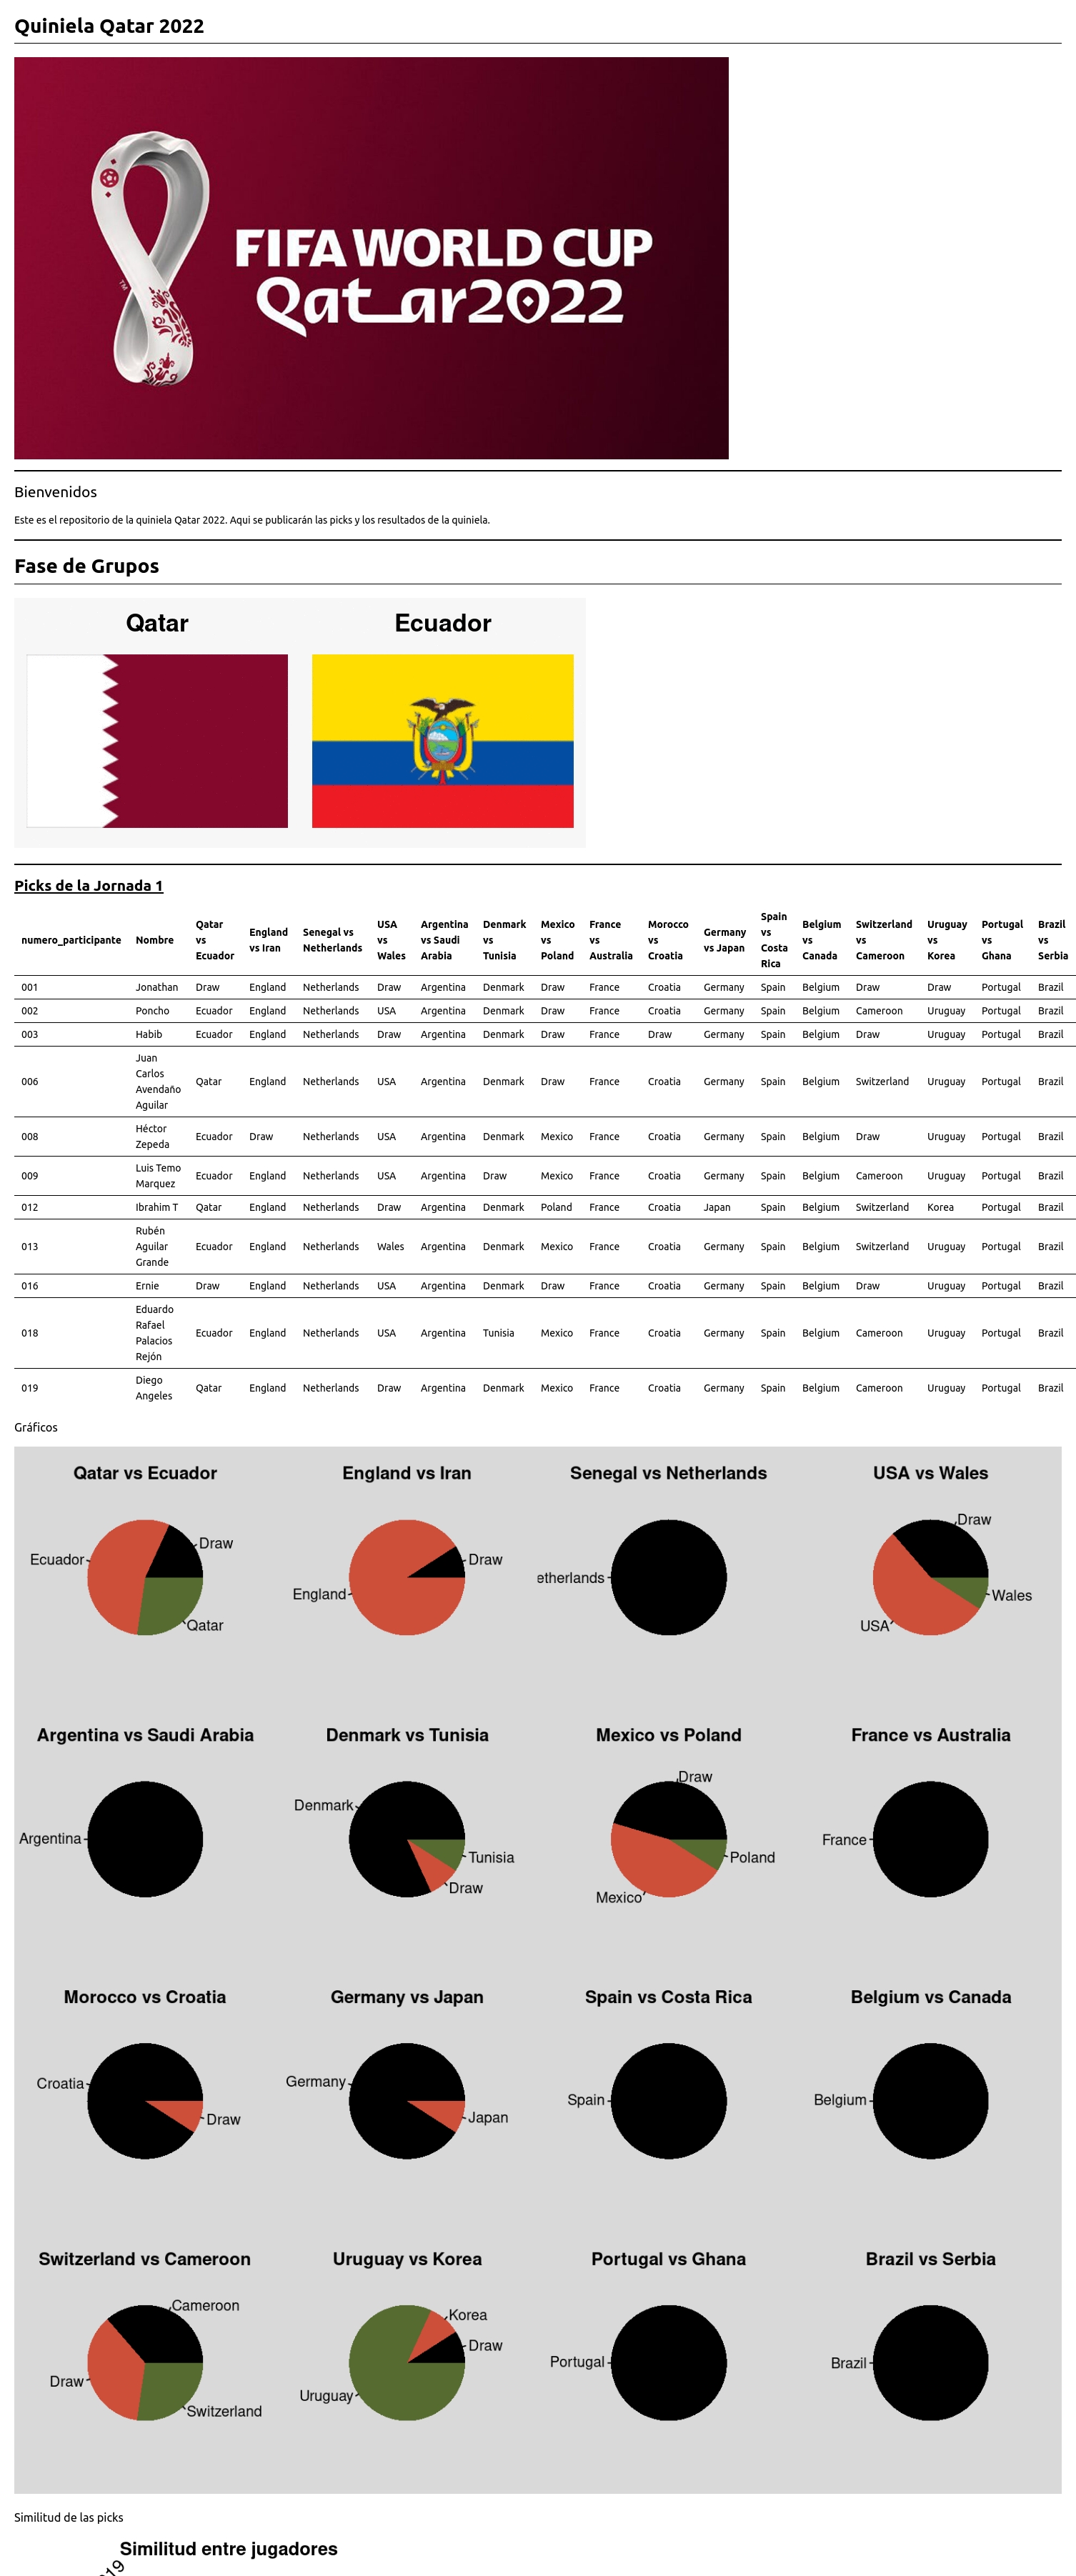 Quiniela Qatar 2022
FIFA WORLD CUP
Qatar2022
TM
Bienvenidos
Este es el repositorio de la quiniela Qatar 2022. Aqui se publicarán las picks y los resultados de la quiniela.
Fase de Grupos
Qatar Ecuador
Picks de la Jornada 1
numero_participante Nombre Qatar vs Ecuador England vs Iran Senegal vs Netherlands USA vs Wales Argentina vs Saudi Arabia Denmark vs Tunisia Mexico vs Poland France vs Australia Morocco vs Croatia Germany vs Japan Spain vs Costa Rica Belgium vs Canada Switzerland vs Cameroon Uruguay vs Korea Portugal vs Ghana Brazil vs Serbia
001 Jonathan Draw England Netherlands Draw Argentina Denmark Draw France Croatia Germany Spain Belgium Draw Draw Portugal Brazil
002 Poncho Ecuador England Netherlands USA Argentina Denmark Draw France Croatia Germany Spain Belgium Cameroon Uruguay Portugal Brazil
003 Habib Ecuador England Netherlands Draw Argentina Denmark Draw France Draw Germany Spain Belgium Draw Uruguay Portugal Brazil
006 Juan Carlos Avendaño Aguilar Qatar England Netherlands USA Argentina Denmark Draw France Croatia Germany Spain Belgium Switzerland Uruguay Portugal Brazil
008 Héctor Zepeda Ecuador Draw Netherlands USA Argentina Denmark Mexico France Croatia Germany Spain Belgium Draw Uruguay Portugal Brazil
009 Luis Temo Marquez Ecuador England Netherlands USA Argentina Draw Mexico France Croatia Germany Spain Belgium Cameroon Uruguay Portugal Brazil
012 Ibrahim T Qatar England Netherlands Draw Argentina Denmark Poland France Croatia Japan Spain Belgium Switzerland Korea Portugal Brazil
013 Rubén Aguilar Grande Ecuador England Netherlands Wales Argentina Denmark Mexico France Croatia Germany Spain Belgium Switzerland Uruguay Portugal Brazil
016 Ernie Draw England Netherlands USA Argentina Denmark Draw France Croatia Germany Spain Belgium Draw Uruguay Portugal Brazil
018 Eduardo Rafael Palacios Rejón Ecuador England Netherlands USA Argentina Tunisia Mexico France Croatia Germany Spain Belgium Cameroon Uruguay Portugal Brazil
019 Diego Angeles Qatar England Netherlands Draw Argentina Denmark Mexico France Croatia Germany Spain Belgium Cameroon Uruguay Portugal Brazil
Gráficos
Qatar vs Ecuador England vs Iran Senegal vs Netherlands USA vs Wales
Draw
Ecuador Draw Draw
England etherlands Wales
Qatar USA
Argentina vs Saudi Arabia Denmark vs Tunisia Mexico vs Poland France vs Australia
Draw
Denmark
Argentina Tunisia Poland France
Draw Mexico
Morocco vs Croatia Germany vs Japan Spain vs Costa Rica Belgium vs Canada
Croatia Germany
Draw Japan Spain Belgium
Switzerland vs Cameroon Uruguay vs Korea Portugal vs Ghana Brazil vs Serbia
Cameroon Korea
Draw
Draw Uruguay Portugal Brazil
Switzerland
Similitud de las picks
Similitud entre jugadores